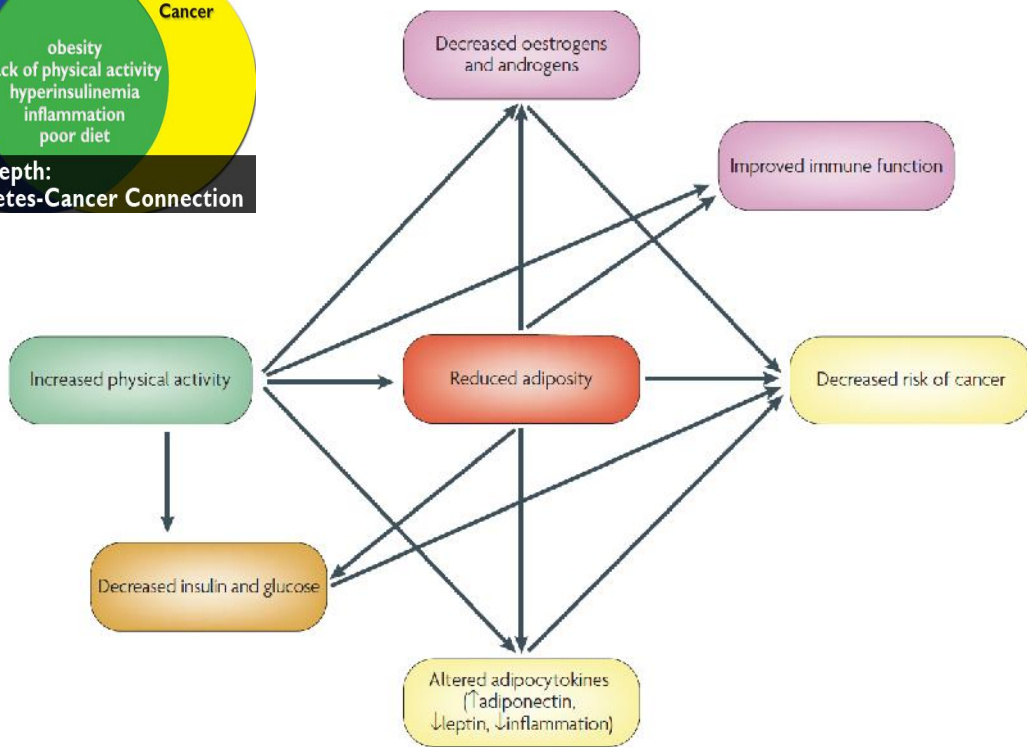 Cancer
obesity
ck of physical activity
hyperinsulinemia
inflammation
poor diet
epth:
etes-Cancer Connection
Decreased oestrogens
and androgens
Improved immune function
Increased physical activity
Reduced adiposity
Decreased risk of cancer
Decreased insulin and glucose
Altered adipocytokines
(↑adiponectin,
↓leptin, ↓inflammation)